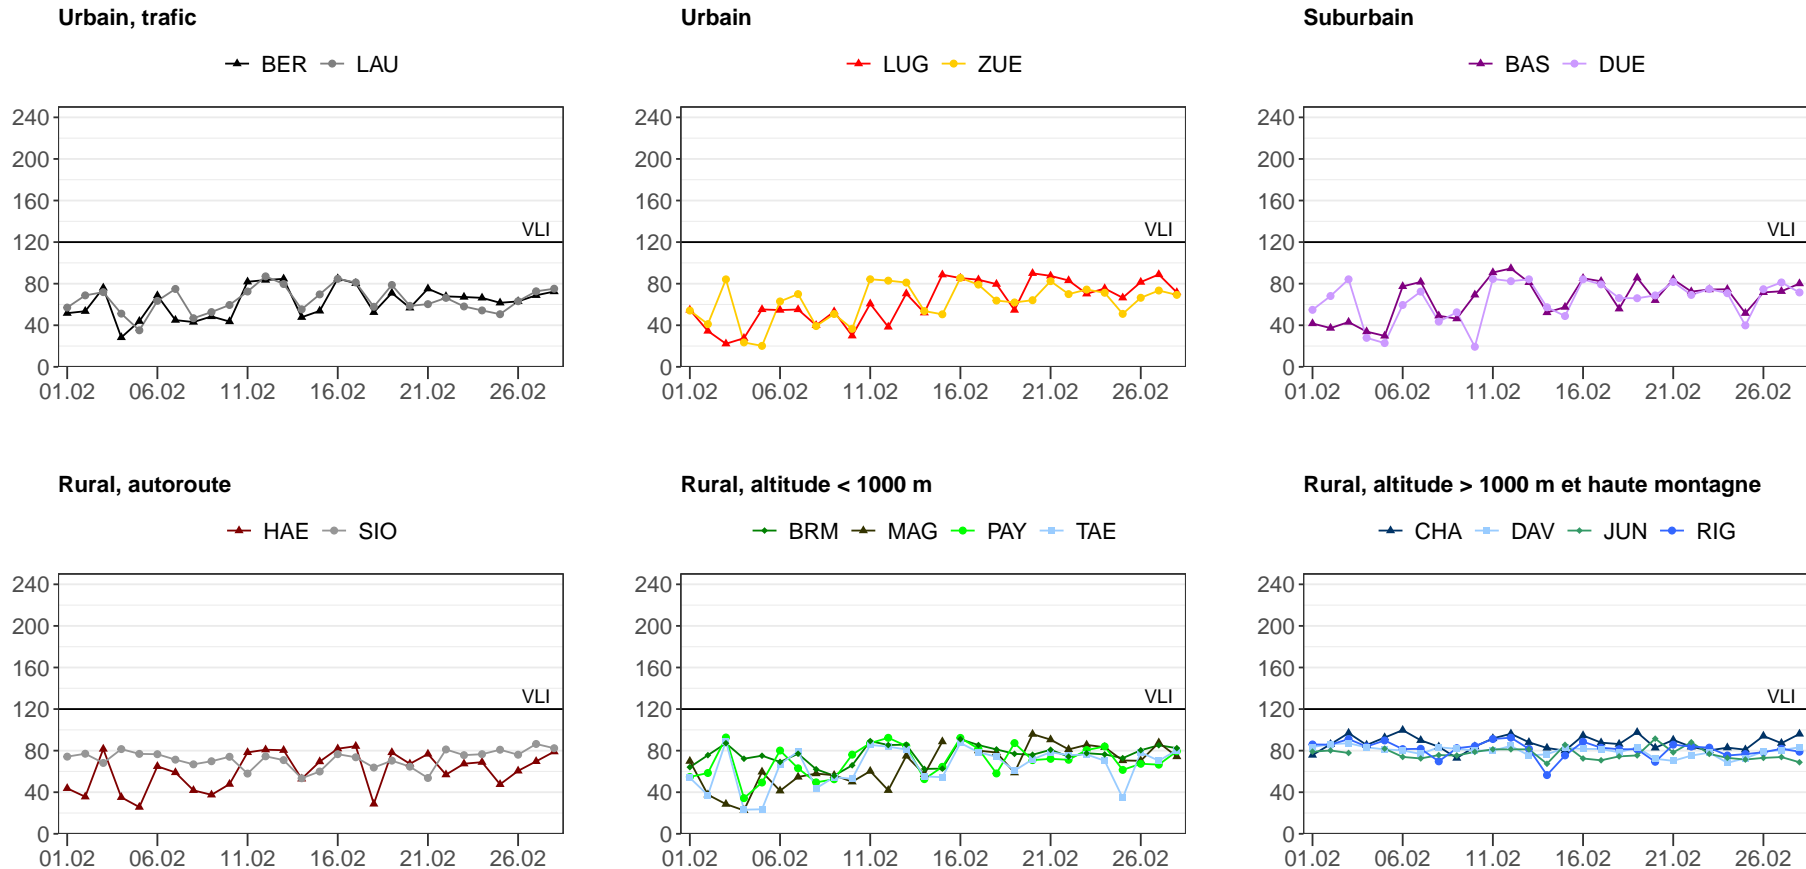 Urbain, trafic
BER LAU
240
200
160
120
80
40
0
VLI
01.02 06.02 11.02 16.02 21.02 26.02
Urbain
LUG ZUE
240
200
160
120
80
40
0
VLI
01.02 06.02 11.02 16.02 21.02 26.02
Suburbain
BAS DUE
240
200
160
120
80
40
0
VLI
01.02 06.02 11.02 16.02 21.02 26.02
Rural, autoroute
HAE SIO
240
200
160
120
80
40
0
VLI
01.02 06.02 11.02 16.02 21.02 26.02
Rural, altitude < 1000 m
BRM MAG PAY TAE
240
200
160
120
80
40
0
VLI
01.02 06.02 11.02 16.02 21.02 26.02
Rural, altitude > 1000 m et haute montagne
CHA DAV JUN RIG
240
200
160
120
80
40
0
VLI
01.02 06.02 11.02 16.02 21.02 26.02